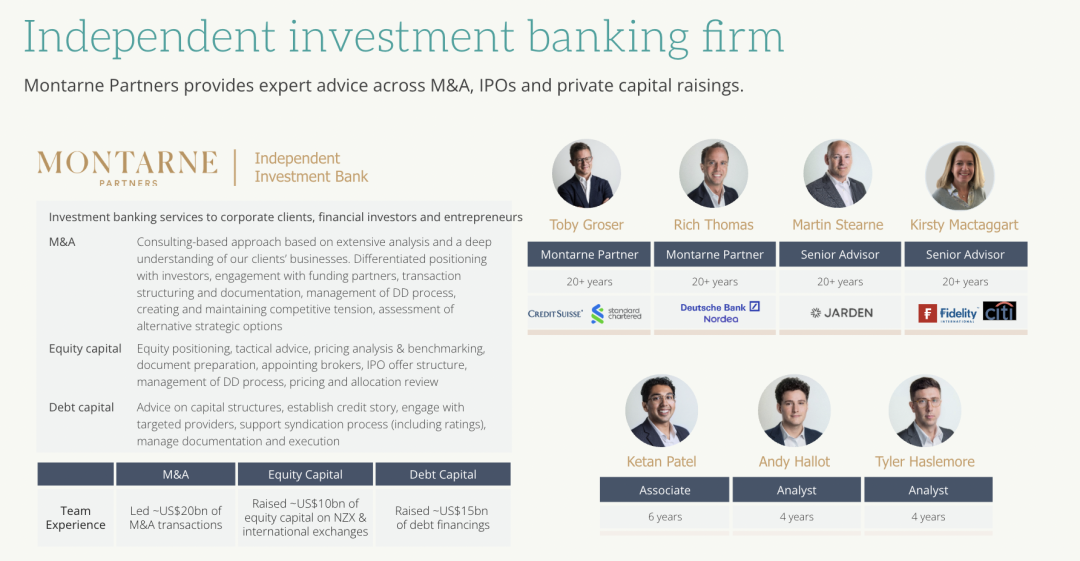 Independent investment banking firm
Montarne Partners provides expert advice across M&A, IPOs and private capital raisings.
MONTARNE
PARTNERS
Independent
Investment Bank
Investment banking services to corporate clients, financial investors and entrepreneurs
M&A
Consulting-based approach based on extensive analysis and a deep
understanding of our clients' businesses. Differentiated positioning
with investors, engagement with funding partners, transaction
structuring and documentation, management of DD process,
creating and maintaining competitive tension, assessment of
alternative strategic options
Equity capital
Equity positioning, tactical advice, pricing analysis & benchmarking,
document preparation, appointing brokers, IPO offer structure,
management of DD process, pricing and allocation review
Debt capital
Advice on capital structures, establish credit story, engage with
targeted providers, support syndication process (including ratings),
manage documentation and execution
M&A Equity Capital Debt Capital
Team
Experience
Led ~US$20bn of
M&A transactions
Raised ~US$10bn of
equity capital on NZX &
international exchanges
Raised ~US$15bn
of debt financings
Toby Groser Rich Thomas Martin Stearne Kirsty Mactaggart
Montarne Partner Montarne Partner Senior Advisor Senior Advisor
20+ years 20+ years 20+ years 20+ years
CREDIT SUISSE
standard
chartered
Deutsche Bank
Nordea
JARDEN
F Fidelity
INTERNATIONAL
citi
Ketan Patel Andy Hallot Tyler Haslemore
Associate Analyst Analyst
6 years 4 years 4 years